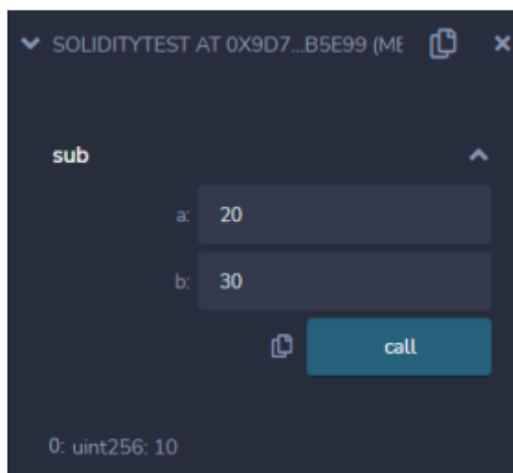 SOLIDITYTEST AT 0X9D7...B5E99 (ME
sub
a: 20
b: 30
call
0: uint256: 10